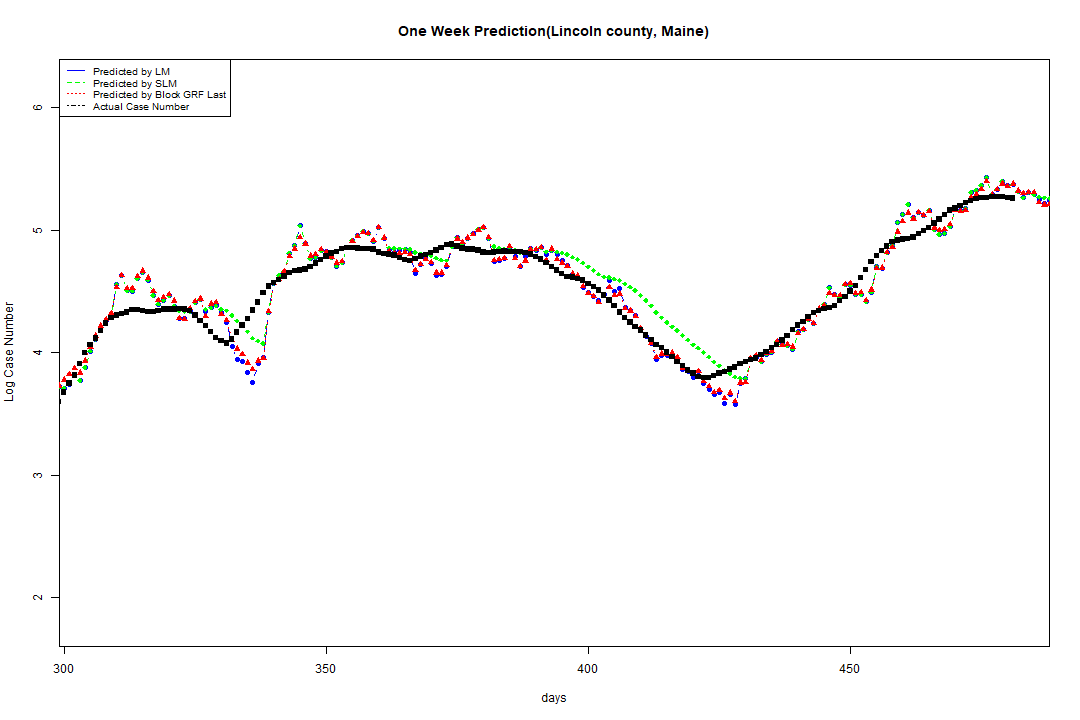 One Week Prediction(Lincoln county, Maine)
Predicted by LM
Predicted by SLM
Predicted by Block GRF Last
Actual Case Number
6
5
4
3
2
Log Case Number
300 350 400 450
days